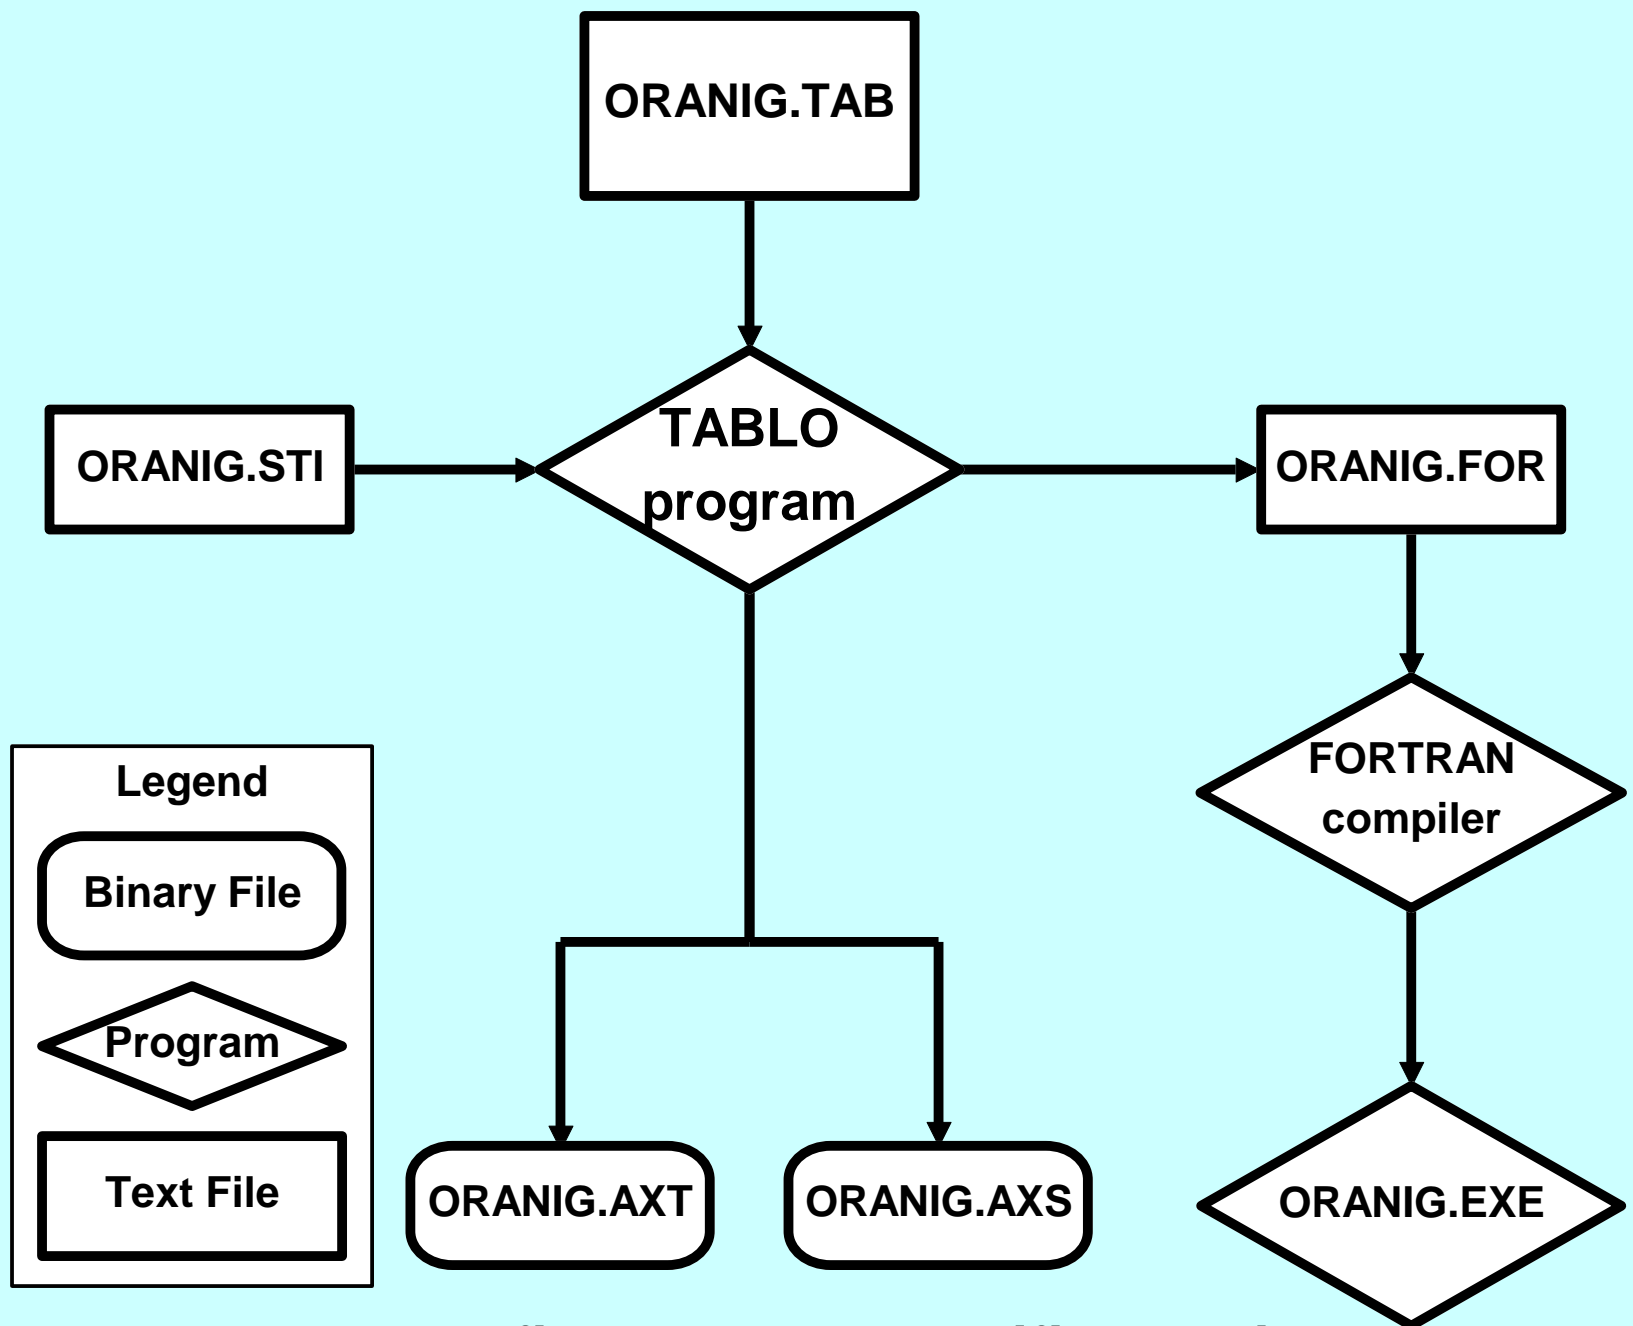 ORANIG.TAB
ORANIG.STI
TABLO
program
ORANIG.FOR
FORTRAN
compiler
Legend
Binary File
Program
Text File
ORANIG.AXT
ORANIG.AXS
ORANIG.EXE